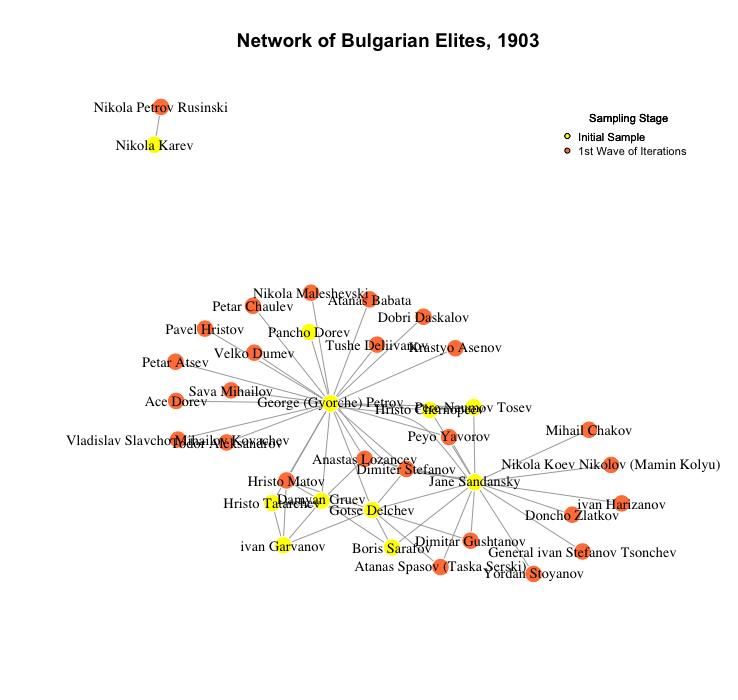 Network of Bulgarian Elites, 1903
Nikola Petrov Rusinski
Nikola Karev
Sampling Stage
Initial Sample
1st Wave of Iterations
Nikola Maleshevski
Atanas Babata
Petar Chaulev
Dobri Daskalov
Pavel Hristov
Pancho Dorev
Tushe Deliivanov
Krastyo Asenov
Velko Dumev
Petar Atsev
Sava Mihailov
Ace Dorev
George (Gyorche) Petrov
Hristo Chernopeev
Peto Naumov Tosev
Mihail Chakov
Vladislav Slavcho Mihailov Kovachev
Todor Aleksandrov
Peyo Yavorov
Anastas Lozancev
Dimiter Stefanov
Nikola Koev Nikolov (Mamin Kolyu)
Hristo Matov
Jane Sandansky
Hristo Tatarchev
Damyan Gruev
Gotse Delchev
ivan Harizanov
Doncho Zlatkov
ivan Garvanov
Boris Sarafov
Dimitar Gushtanov
General ivan Stefanov Tsonchev
Atanas Spasov (Taska Serski)
Yordan Stoyanov